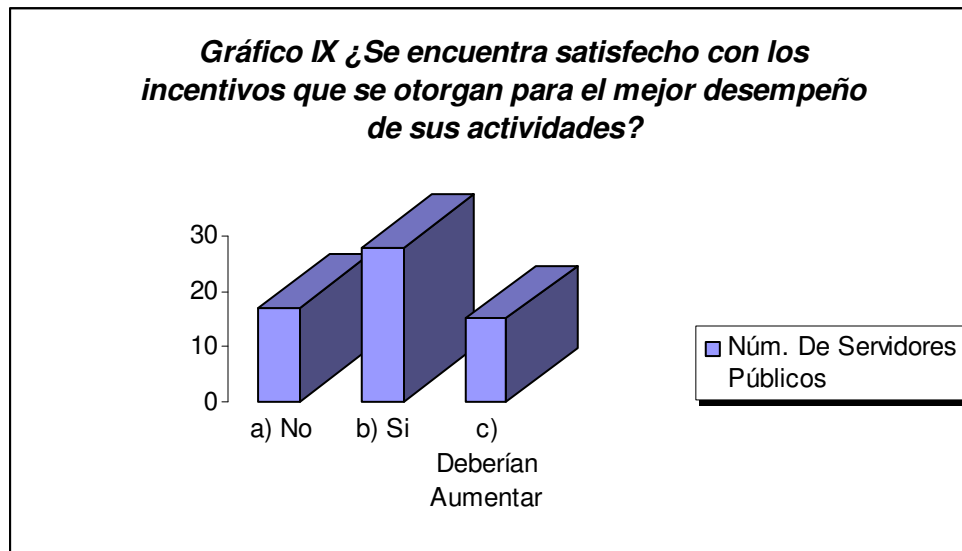 Gráfico IX ¿Se encuentra satisfecho con los
incentivos que se otorgan para el mejor desempeño
de sus actividades?
30
20
10
0
a) No
b) Si
c)
Deberían
Aumentar
Núm. De Servidores
Públicos